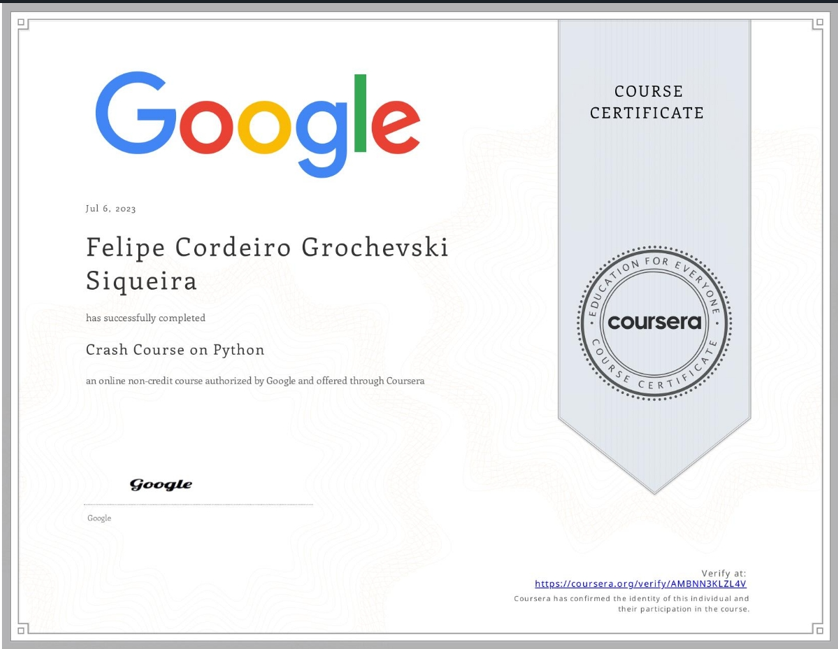 Google
COURSE
CERTIFICATE
Jul 6, 2023
Felipe Cordeiro Grochevski
Siqueira
has successfully completed
Crash Course on Python
an online non-credit course authorized by Google and offered through Coursera
EDUCATION FOR EVERYONE
coursera
COURSE CERTIFICATE
Google
Google
Verify at:
https://coursera.org/verify/AMBNN3KLZL4V
Coursera has confirmed the identity of this individual and
their participation in the course.